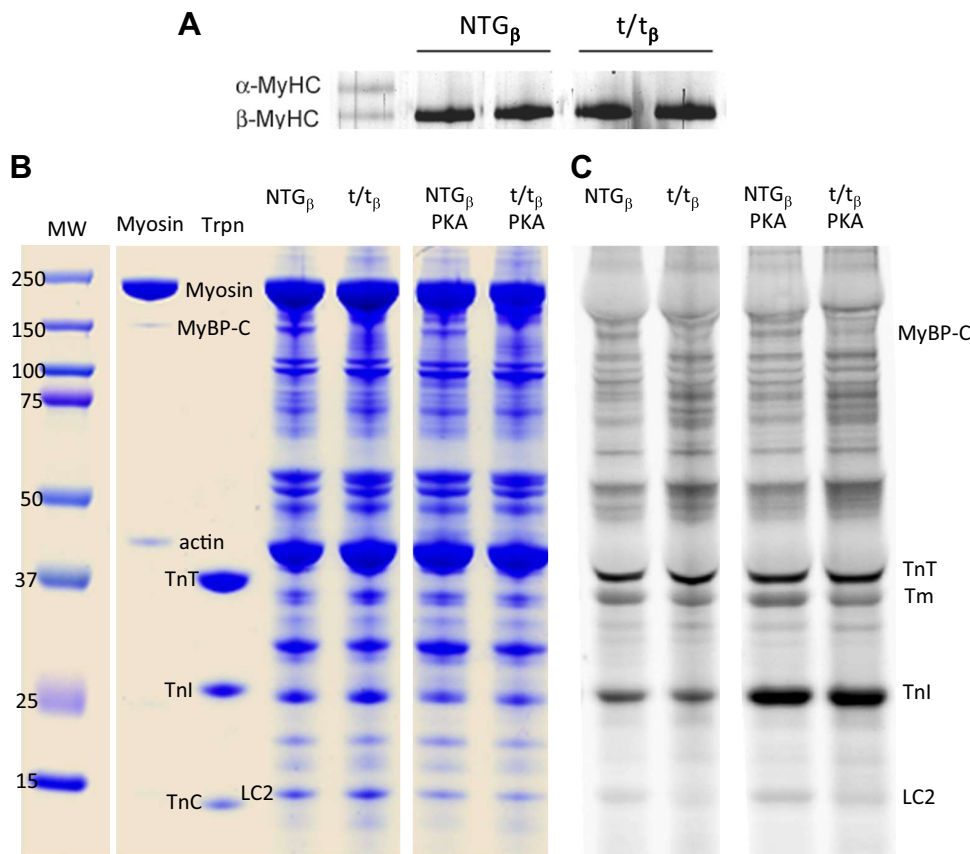 A
NTGβ
t/tβ
α-MyHC
β-MyHC
B
C
MW
Myosin
Trpn
NTGβ
t/tβ
NTGβ
PKA
t/tβ
PKA
NTGβ
t/tβ
NTGβ
PKA
t/tβ
PKA
250
150
100
75
50
37
25
15
Myosin
MyBP-C
actin
TnT
TnI
TnC
LC2
MyBP-C
TnT
Tm
TnI
LC2